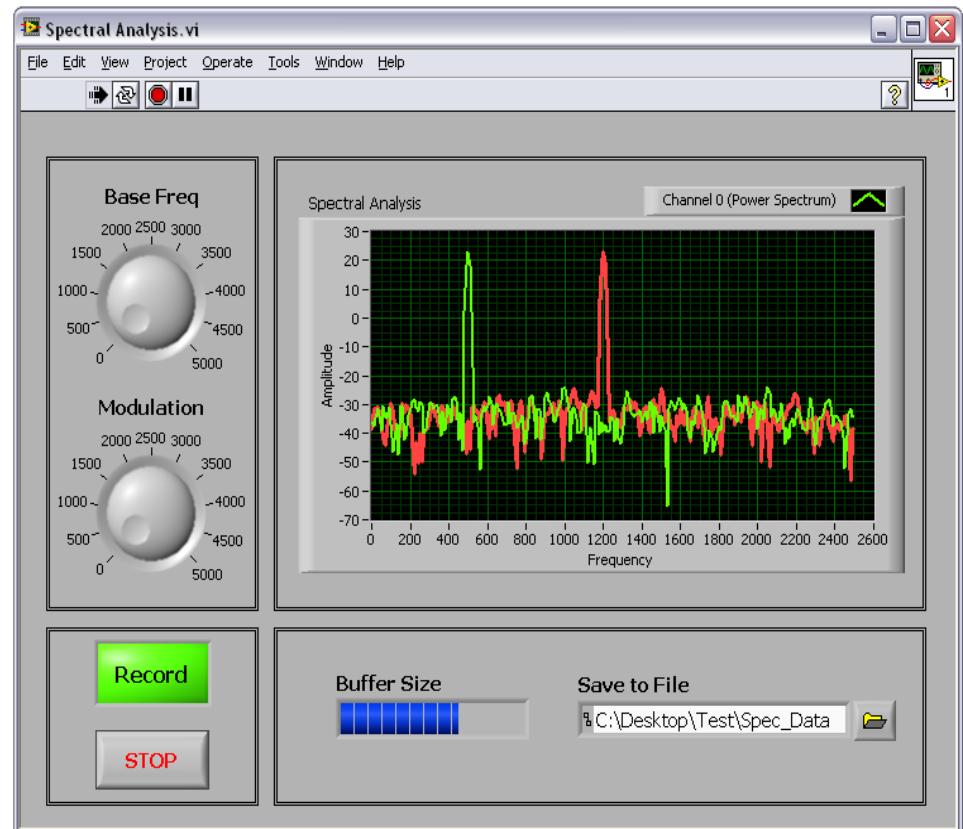 Spectral Analysis.vi
File Edit View Project Operate Tools Window Help
1
Base Freq
2000 2500 3000
1500 3500
1000 4000
500 4500
0 5000
Modulation
2000 2500 3000
1500 3500
1000 4000
500 4500
0 5000
Spectral Analysis
Channel 0 (Power Spectrum)
30
20
10
0
-10
-20
-30
-40
-50
-60
-70
Amplitude
0 200 400 600 800 1000 1200 1400 1600 1800 2000 2200 2400 2600
Frequency
Record
STOP
Buffer Size
Save to File
C:\Desktop\Test\Spec_Data